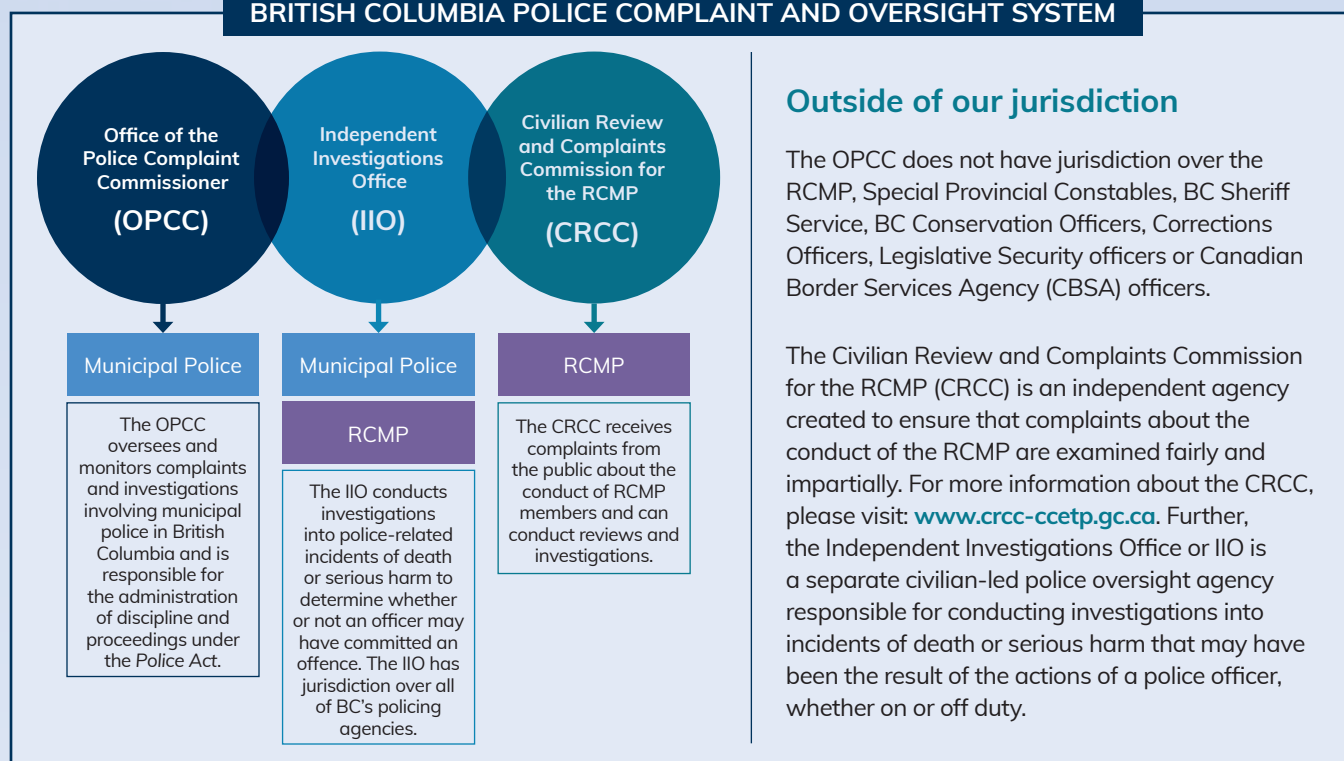 BRITISH COLUMBIA POLICE COMPLAINT AND OVERSIGHT SYSTEM
Office of the
Police Complaint
Commissioner
(OPCC)
Independent
Investigations
Office
(IIO)
Civilian Review
and Complaints
Commission for
the RCMP
(CRCC)
Municipal Police
The OPCC
oversees and
monitors complaints
and investigations
involving municipal
police in British
Columbia and is
responsible for
the administration
of discipline and
proceedings under
the Police Act.
Municipal Police
RCMP
The IIO conducts
investigations
into police-related
incidents of death
or serious harm to
determine whether
or not an officer may
have committed an
offence. The IIO has
jurisdiction over all
of BC's policing
agencies.
RCMP
The CRCC receives
complaints from
the public about the
conduct of RCMP
members and can
conduct reviews and
investigations.
Outside of our jurisdiction
The OPCC does not have jurisdiction over the
RCMP, Special Provincial Constables, BC Sheriff
Service, BC Conservation Officers, Corrections
Officers, Legislative Security officers or Canadian
Border Services Agency (CBSA) officers.
The Civilian Review and Complaints Commission
for the RCMP (CRCC) is an independent agency
created to ensure that complaints about the
conduct of the RCMP are examined fairly and
impartially. For more information about the CRCC,
please visit: www.crcc-ccetp.gc.ca. Further,
the Independent Investigations Office or IIO is
a separate civilian-led police oversight agency
responsible for conducting investigations into
incidents of death or serious harm that may have
been the result of the actions of a police officer,
whether on or off duty.